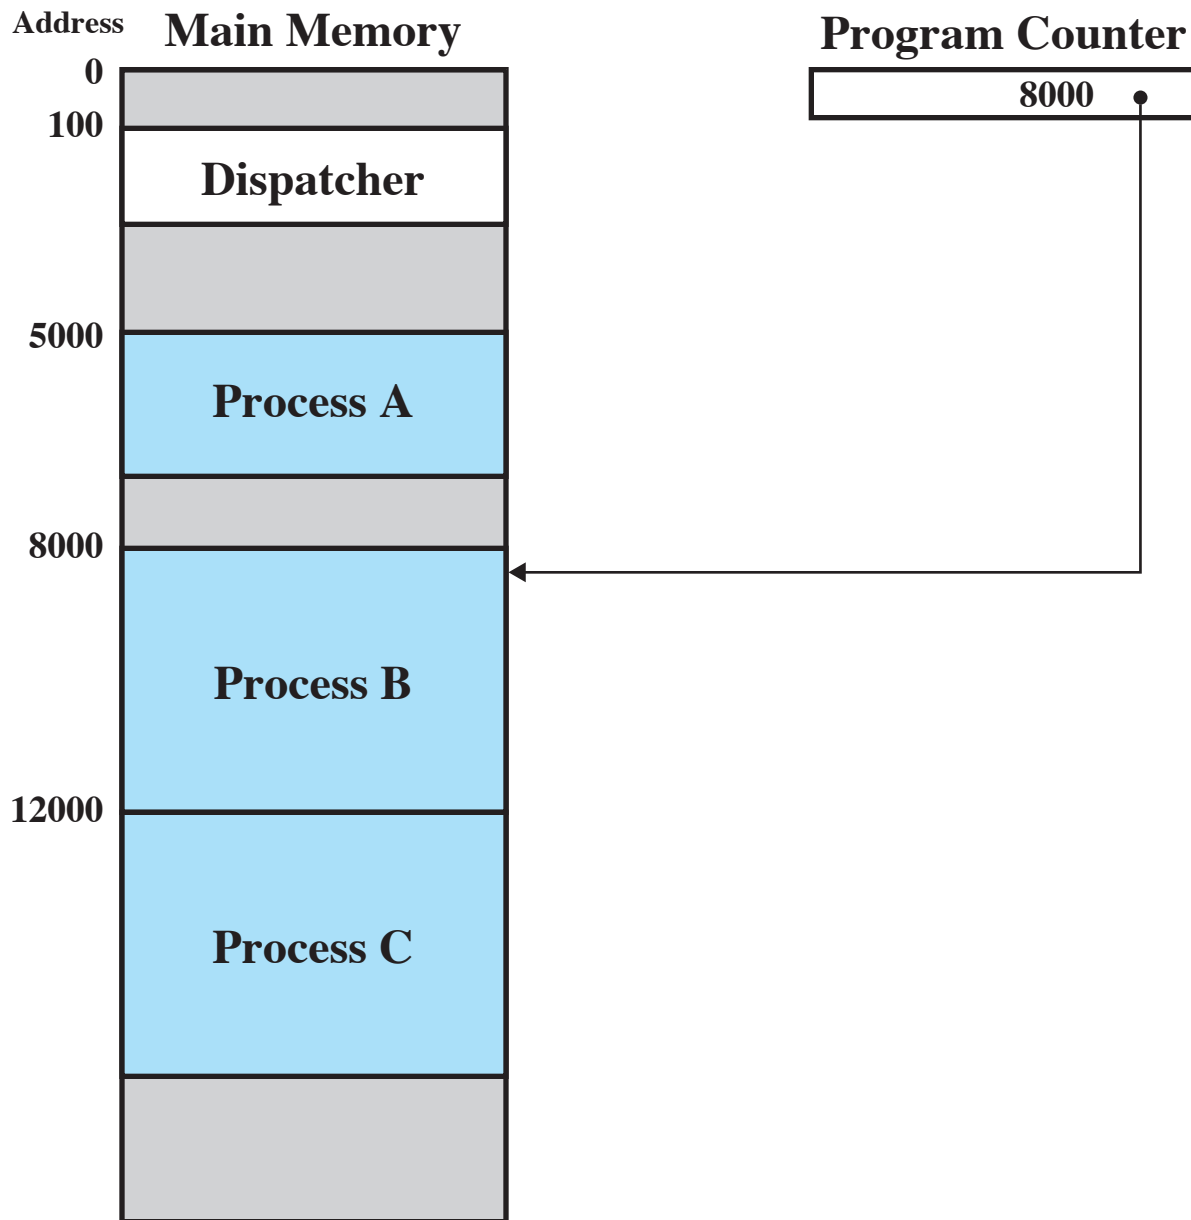 Address
Main Memory
Program Counter
0
8000
100
Dispatcher
5000
Process A
8000
Process B
12000
Process C